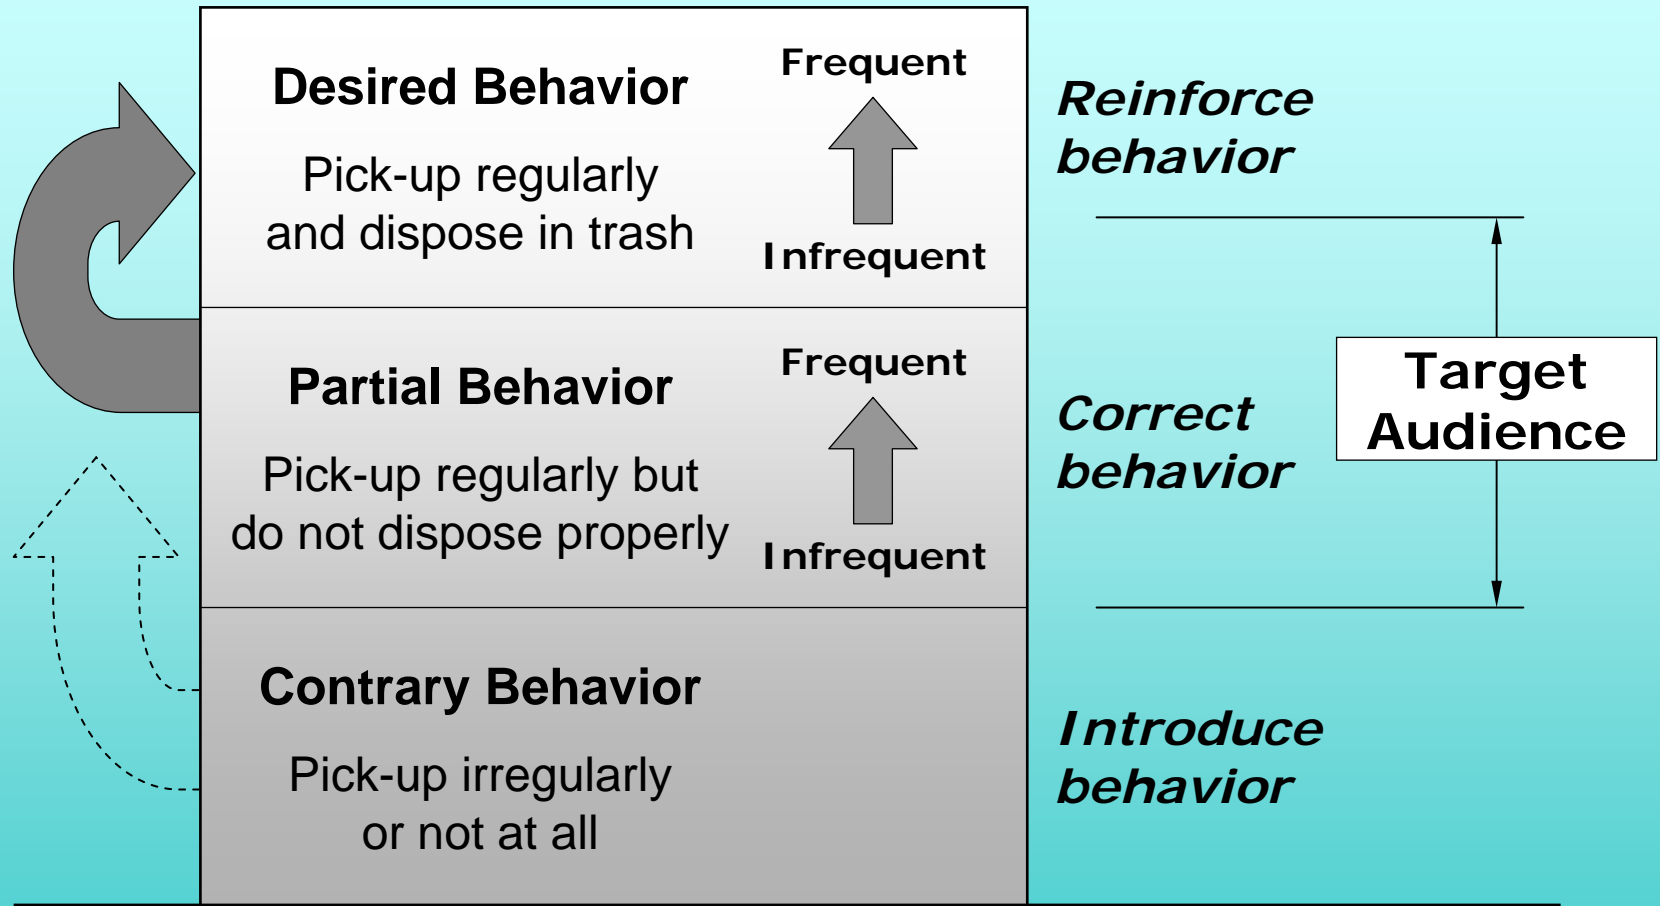 Desired Behavior
Pick-up regularly
and dispose in trash
Frequent
Infrequent
Reinforce
behavior
Partial Behavior
Pick-up regularly but
do not dispose properly
Frequent
Infrequent
Correct
behavior
Target
Audience
Contrary Behavior
Pick-up irregularly
or not at all
Introduce
behavior